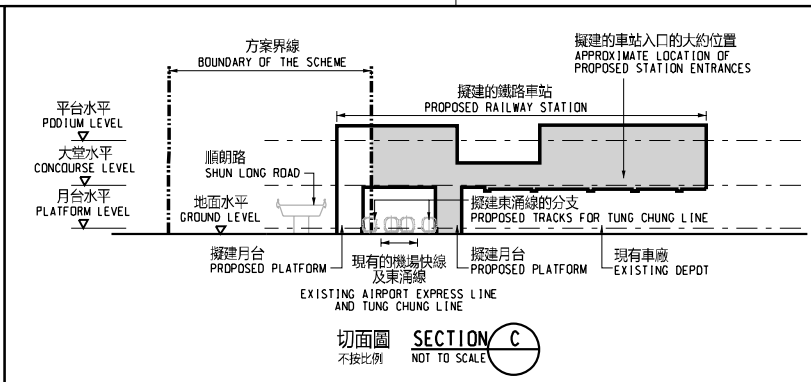 方案界線
BOUNDARY OF THE SCHEME
擬建的車站入口的大約位置
APPROXIMATE LOCATION OF
PROPOSED STATION ENTRANCES
擬建的鐵路車站
PROPOSED RAILWAY STATION
平台水平
PODIUM LEVEL
大堂水平
CONCOURSE LEVEL
月台水平
PLATFORM LEVEL
順朗路
SHUN LONG ROAD
地面水平
GROUND LEVEL
擬建東涌線的分支
PROPOSED TRACKS FOR TUNG CHUNG LINE
擬建月台
PROPOSED PLATFORM
現有的機場快線
及東涌線
EXISTING AIRPORT EXPRESS LINE
AND TUNG CHUNG LINE
擬建月台
PROPOSED PLATFORM
現有車廠
EXISTING DEPOT
切面圖 SECTION C
不按比例 NOT TO SCALE